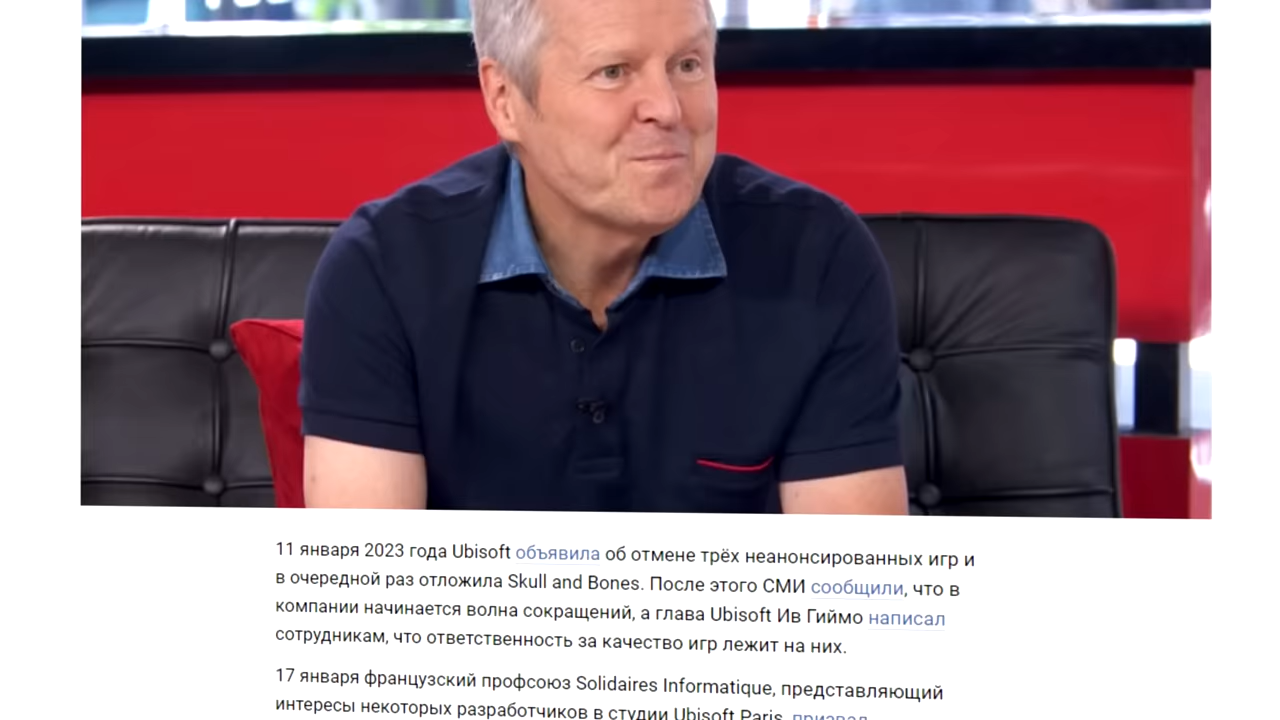 11 января 2023 года Ubisoft объявила об отмене трёх неанонсированных игр и
в очередной раз отложила Skull and Bones. После этого СМИ сообщили, что в
компании начинается волна сокращений, а глава Ubisoft Ив Гиймо написал
сотрудникам, что ответственность за качество игр лежит на них.
17 января французский профсоюз Solidaires Informatique, представляющий
интересы некоторых разработчиков в студии Ubisoft Paris, призвал